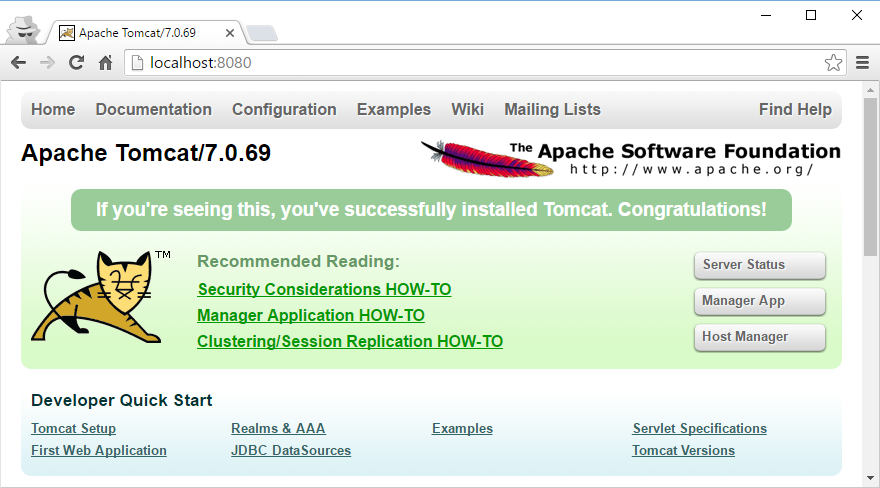 Apache Tomcat/7.0.69
localhost:8080
Home Documentation Configuration Examples Wiki Mailing Lists Find Help
Apache Tomcat/7.0.69
The Apache Software Foundation
http://www.apache.org/
If you're seeing this, you've successfully installed Tomcat. Congratulations!
TM
Recommended Reading:
Security Considerations HOW-TO
Manager Application HOW-TO
Clustering/Session Replication HOW-TO
Server Status
Manager App
Host Manager
Developer Quick Start
Tomcat Setup Realms & AAA Examples Servlet Specifications
First Web Application JDBC DataSources Tomcat Versions